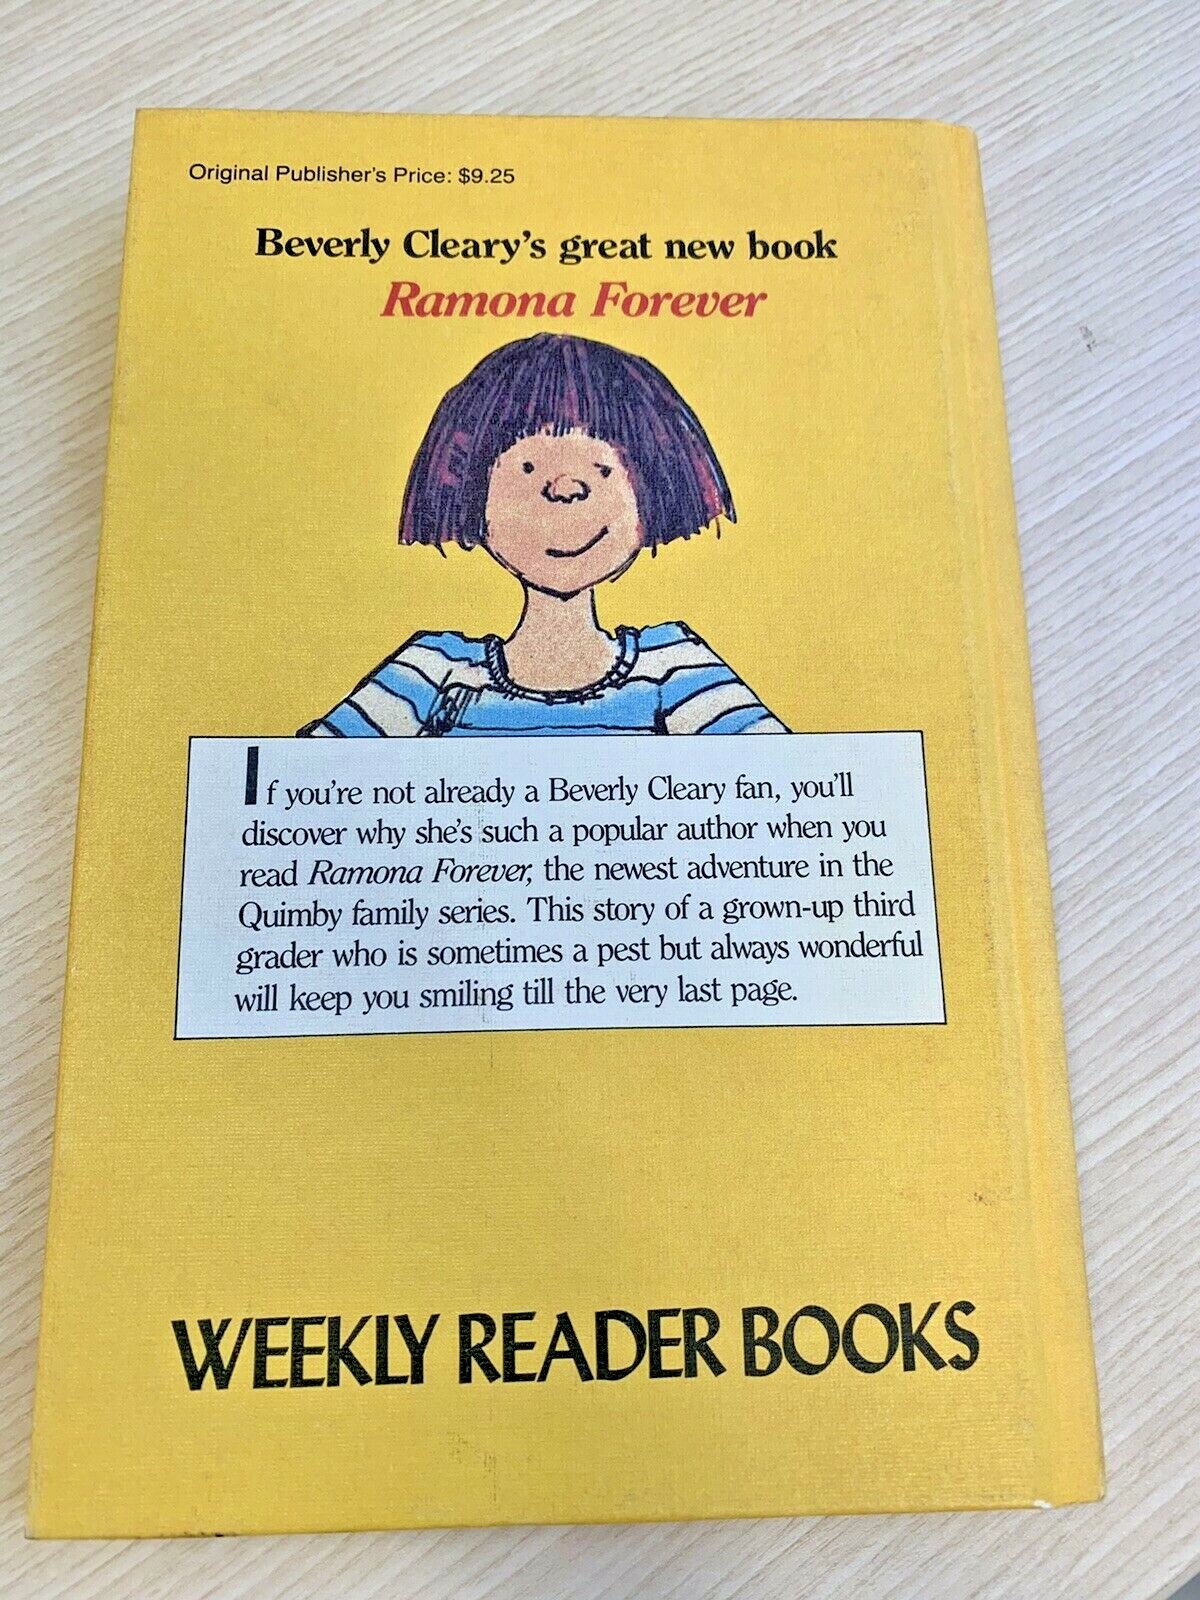 Original Publisher's Price: $9.25
Beverly Cleary's great new book
Ramona Forever
If you're not already a Beverly Cleary fan, you'll
discover why she's such a popular author when you
read Ramona Forever, the newest adventure in the
Quimby family series. This story of a grown-up third
grader who is sometimes a pest but always wonderful
will keep you smiling till the very last page.
WEEKLY READER BOOKS